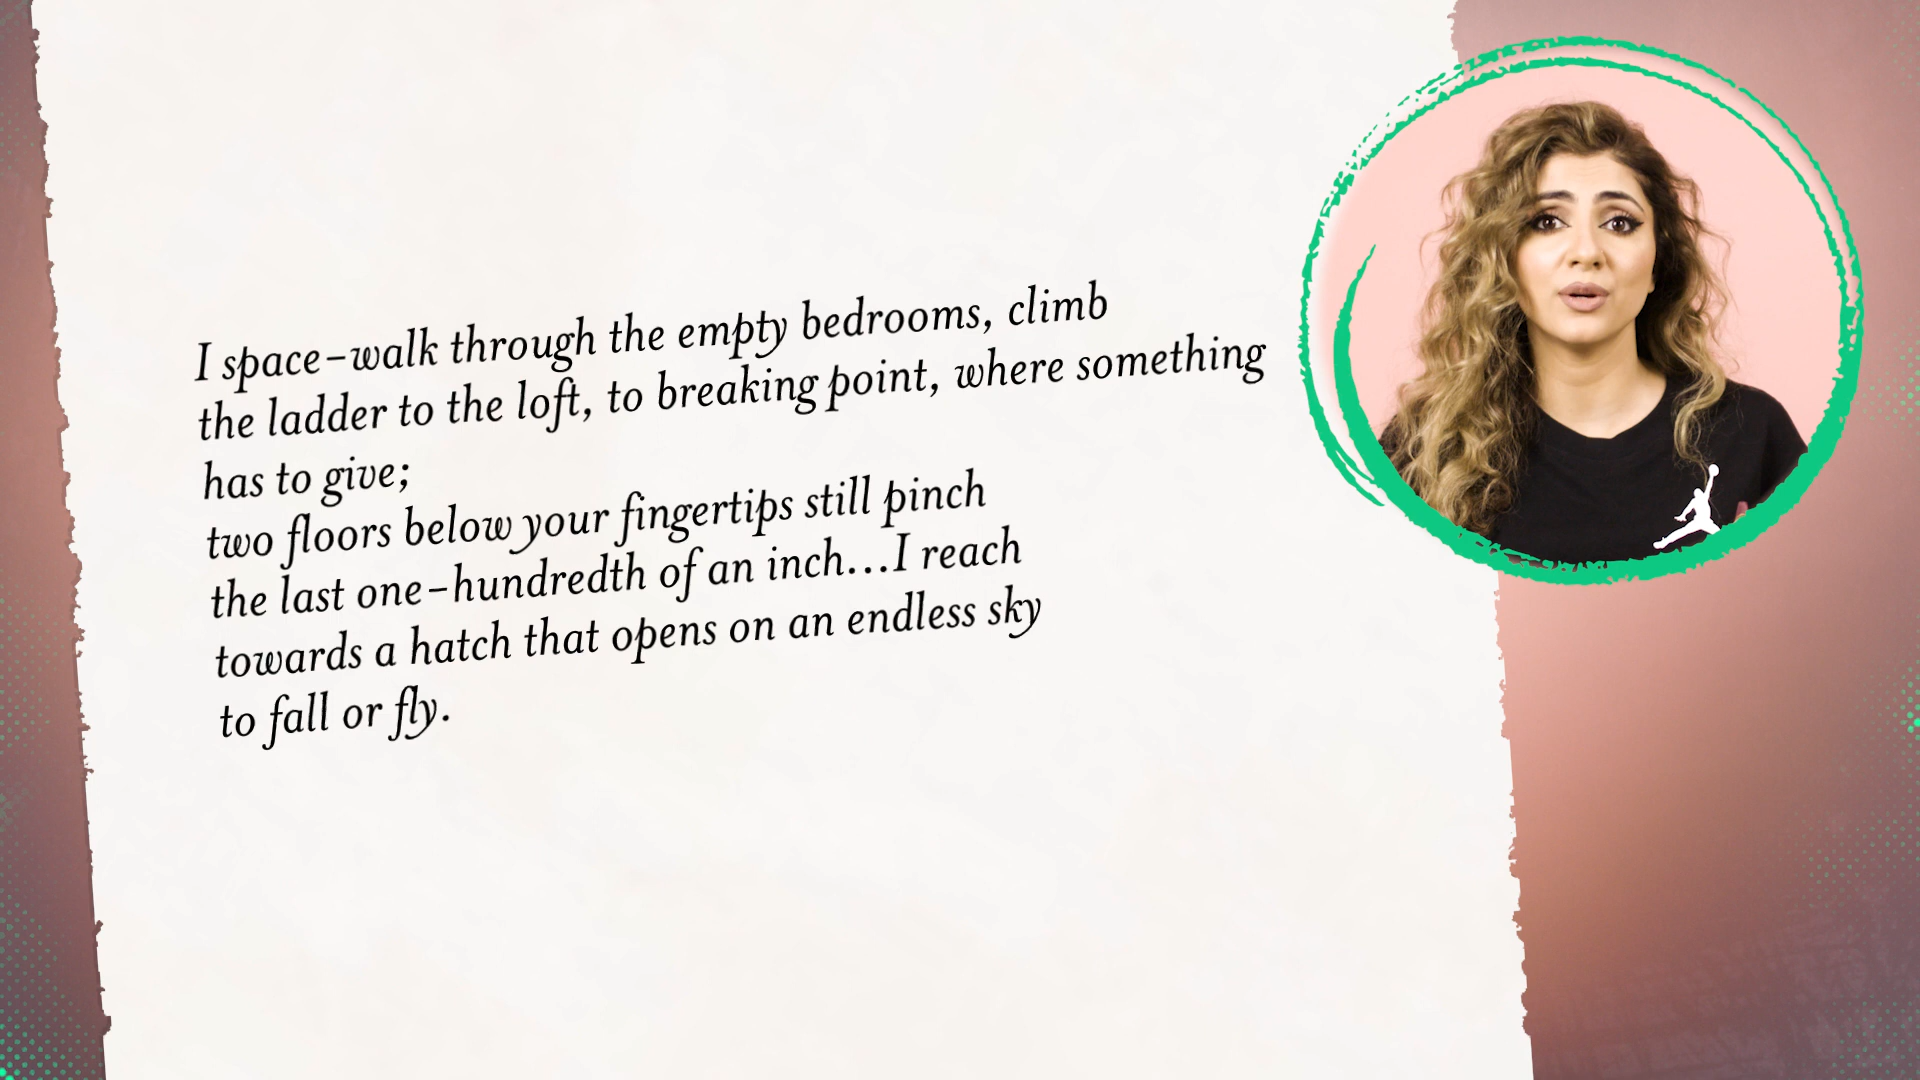 I space-walk through the empty bedrooms, climb
the ladder to the loft, to breaking point, where something
has to give;
two floors below your fingertips still pinch
the last one-hundredth of an inch...I reach
towards a hatch that opens on an endless sky
to fall or fly.